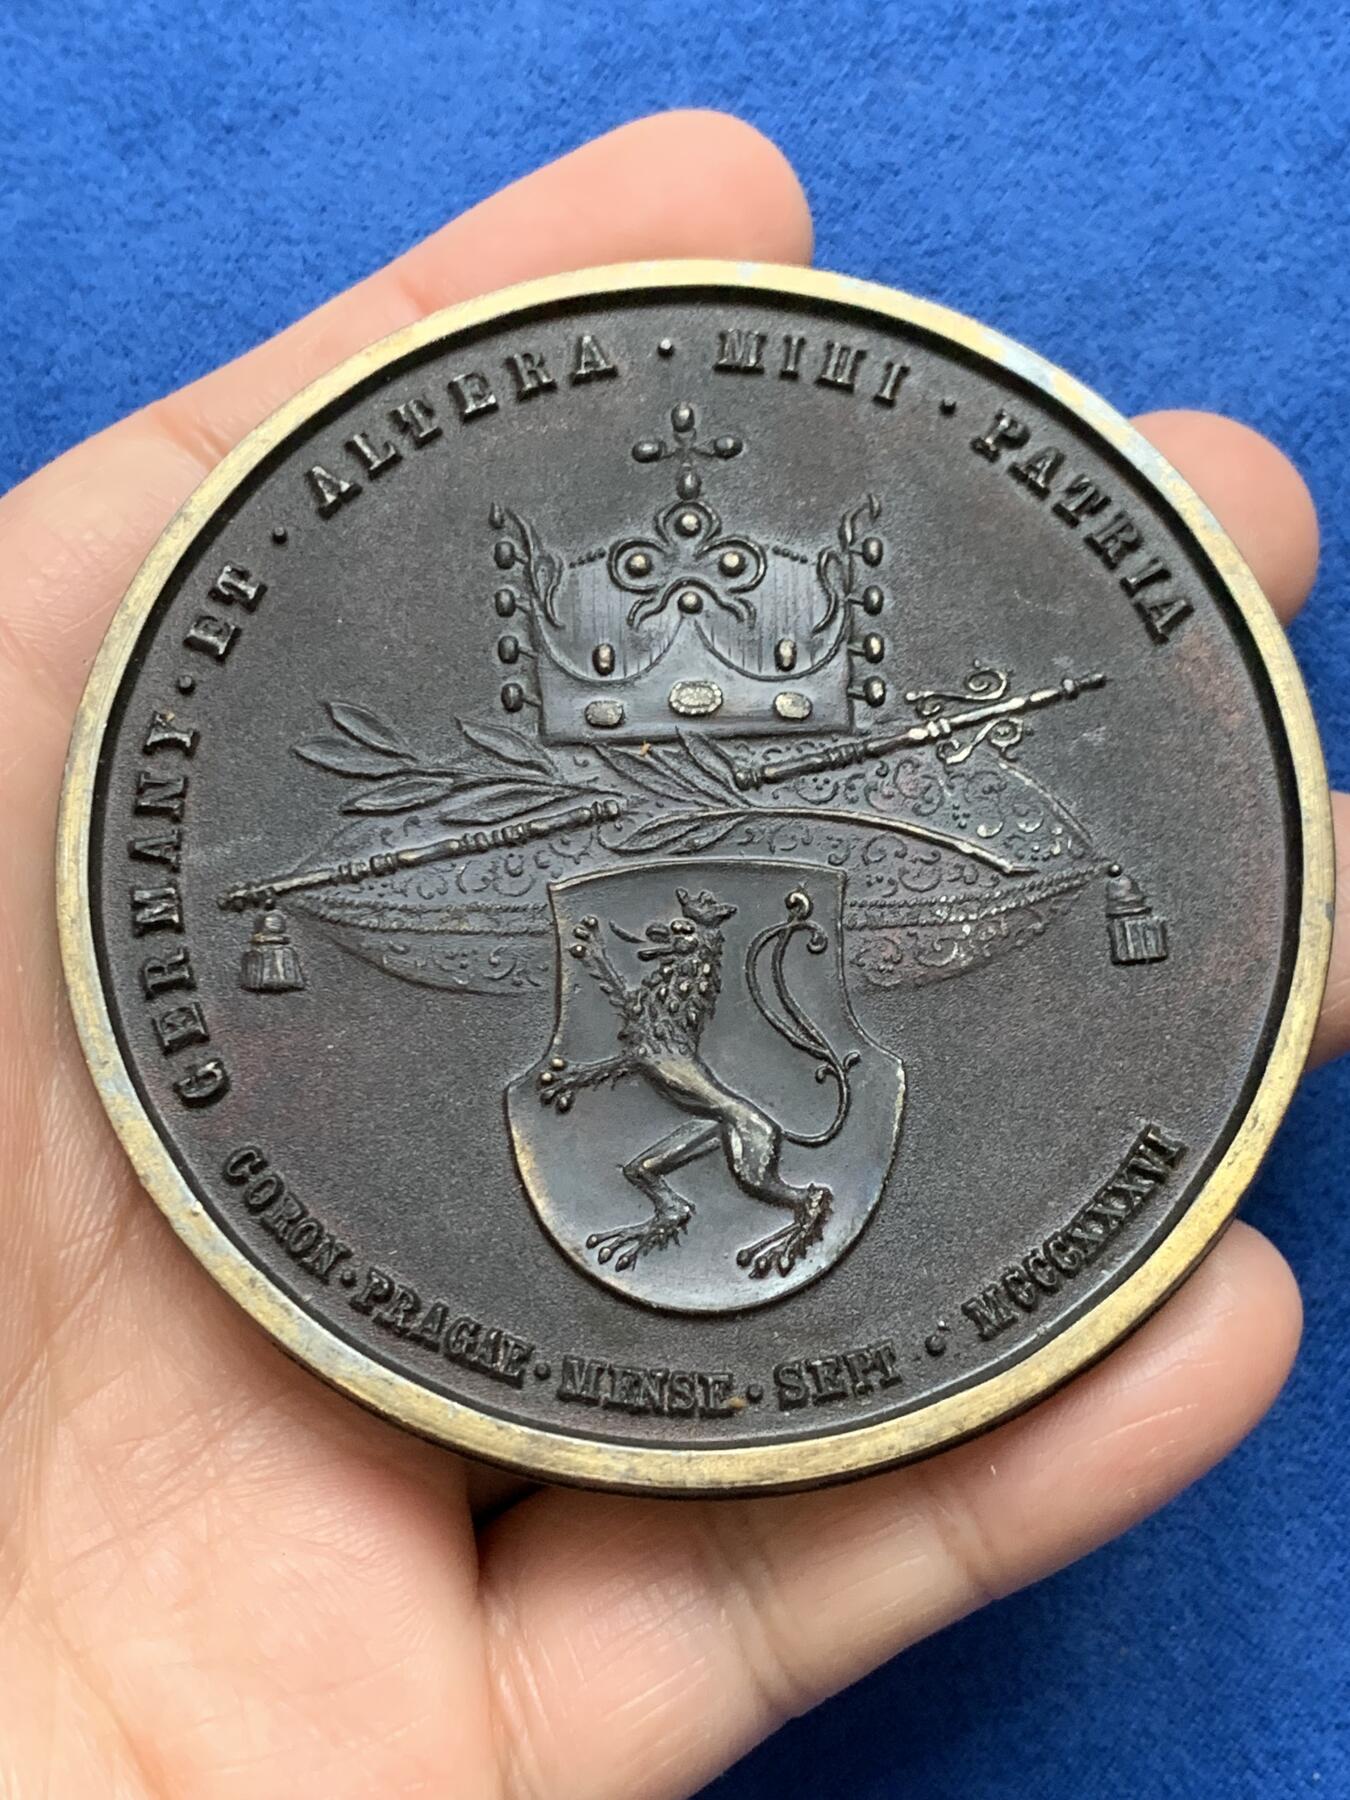 GERMANY · ET · ALTERA · MIHI · PATRIA
CORON · PRAGAE · MENSE · SEPT · MCCCXXXVI